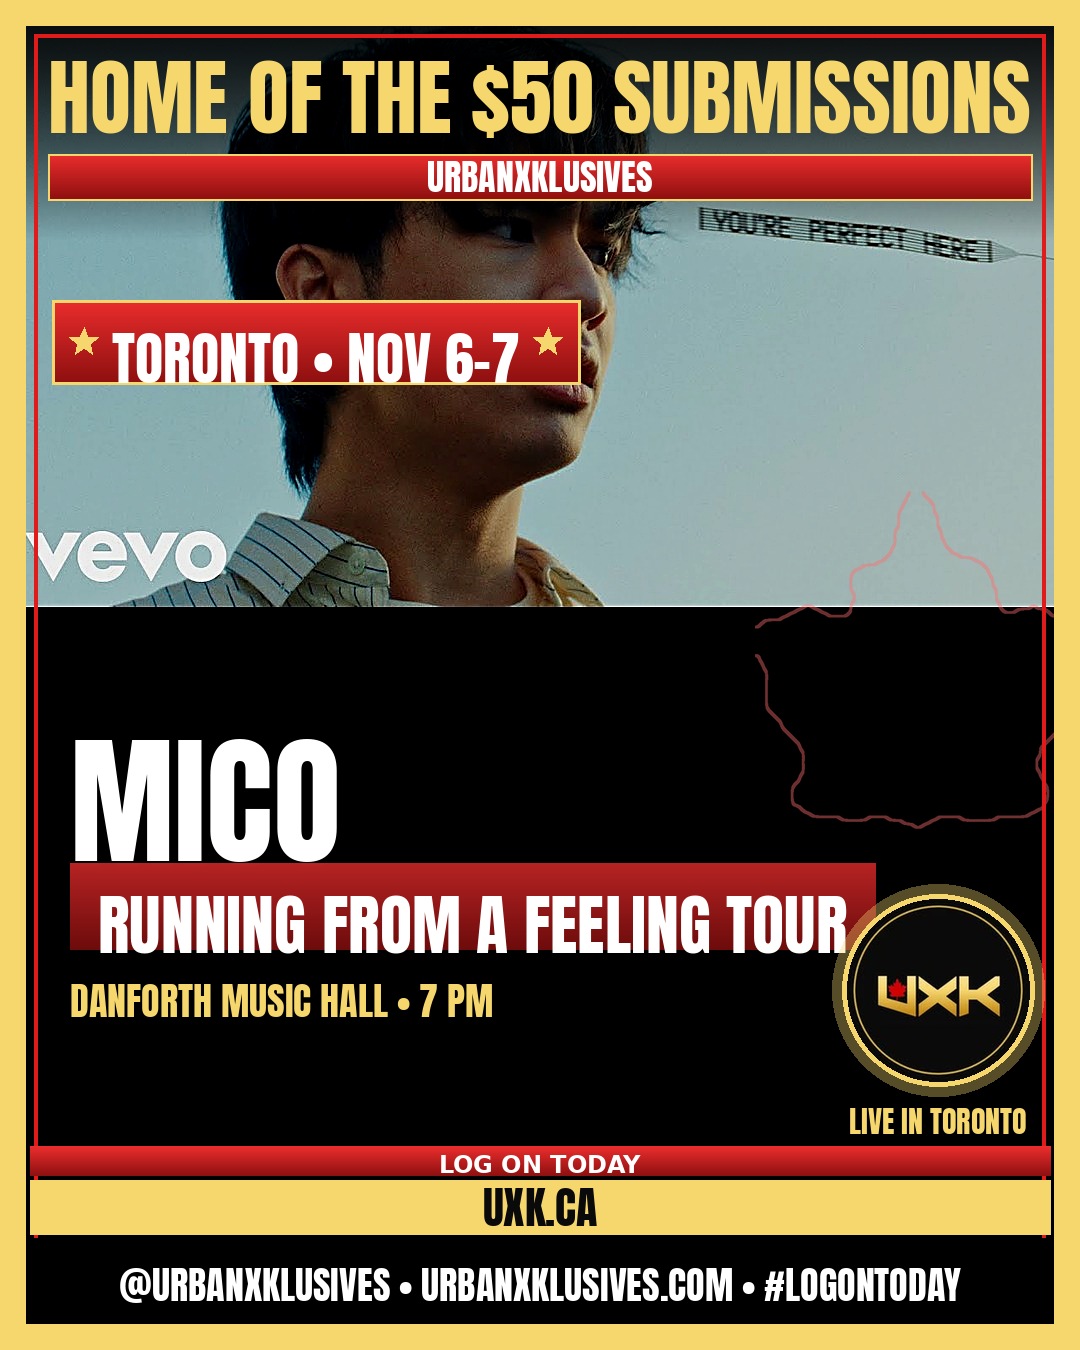 HOME OF THE $50 SUBMISSIONS
URBANXKLUSIVES
YOU'RE PERFECT HERE
TORONTO • NOV 6-7
vevo
MICO
RUNNING FROM A FEELING TOUR
DANFORTH MUSIC HALL • 7 PM
UXK
LIVE IN TORONTO
LOG ON TODAY
UXK.CA
@URBANXKLUSIVES • URBANXKLUSIVES.COM • #LOGONTODAY